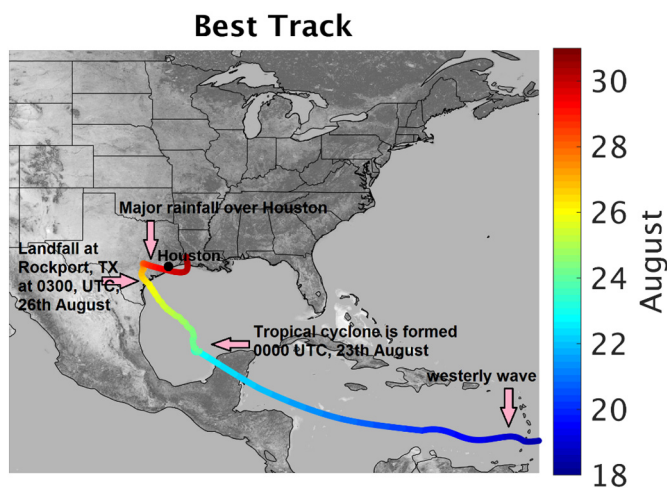 Best Track
Major rainfall over Houston
Landfall at
Rockport, TX
at 0300, UTC,
26th August
Houston
Tropical cyclone is formed
0000 UTC, 23th August
westerly wave
30
28
26
24
22
20
18
August